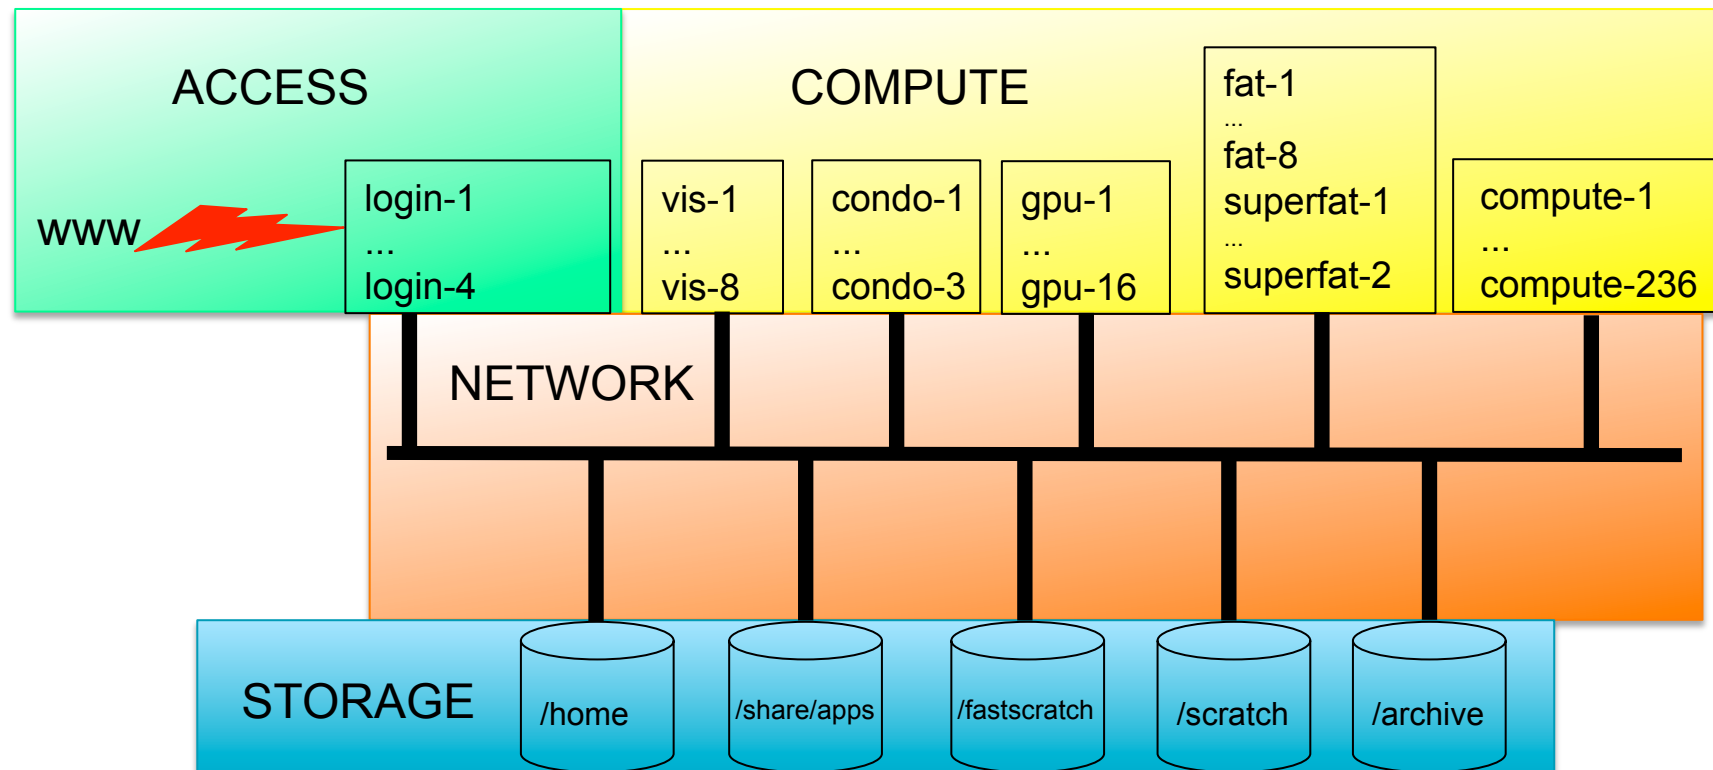 ACCESS
www
login-1
...
login-4
COMPUTE
vis-1
...
vis-8
condo-1
...
condo-3
gpu-1
...
gpu-16
fat-1
...
fat-8
superfat-1
...
superfat-2
compute-1
...
compute-236
NETWORK
STORAGE
/home
/share/apps
/fastscratch
/scratch
/archive